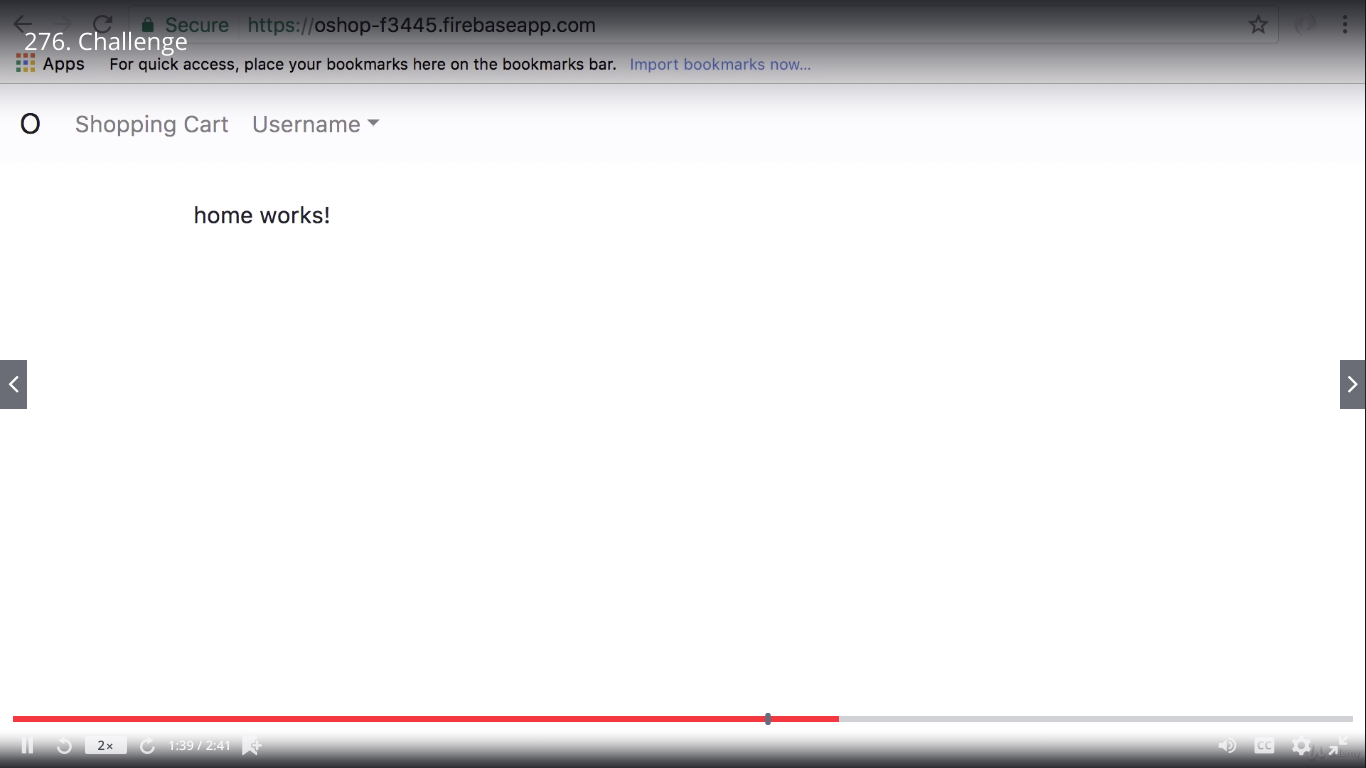 Secure https://oshop-f3445.firebaseapp.com
276. Challenge
Apps For quick access, place your bookmarks here on the bookmarks bar. Import bookmarks now...
O Shopping Cart Username
home works!
2x 1:39 / 2:41 CC